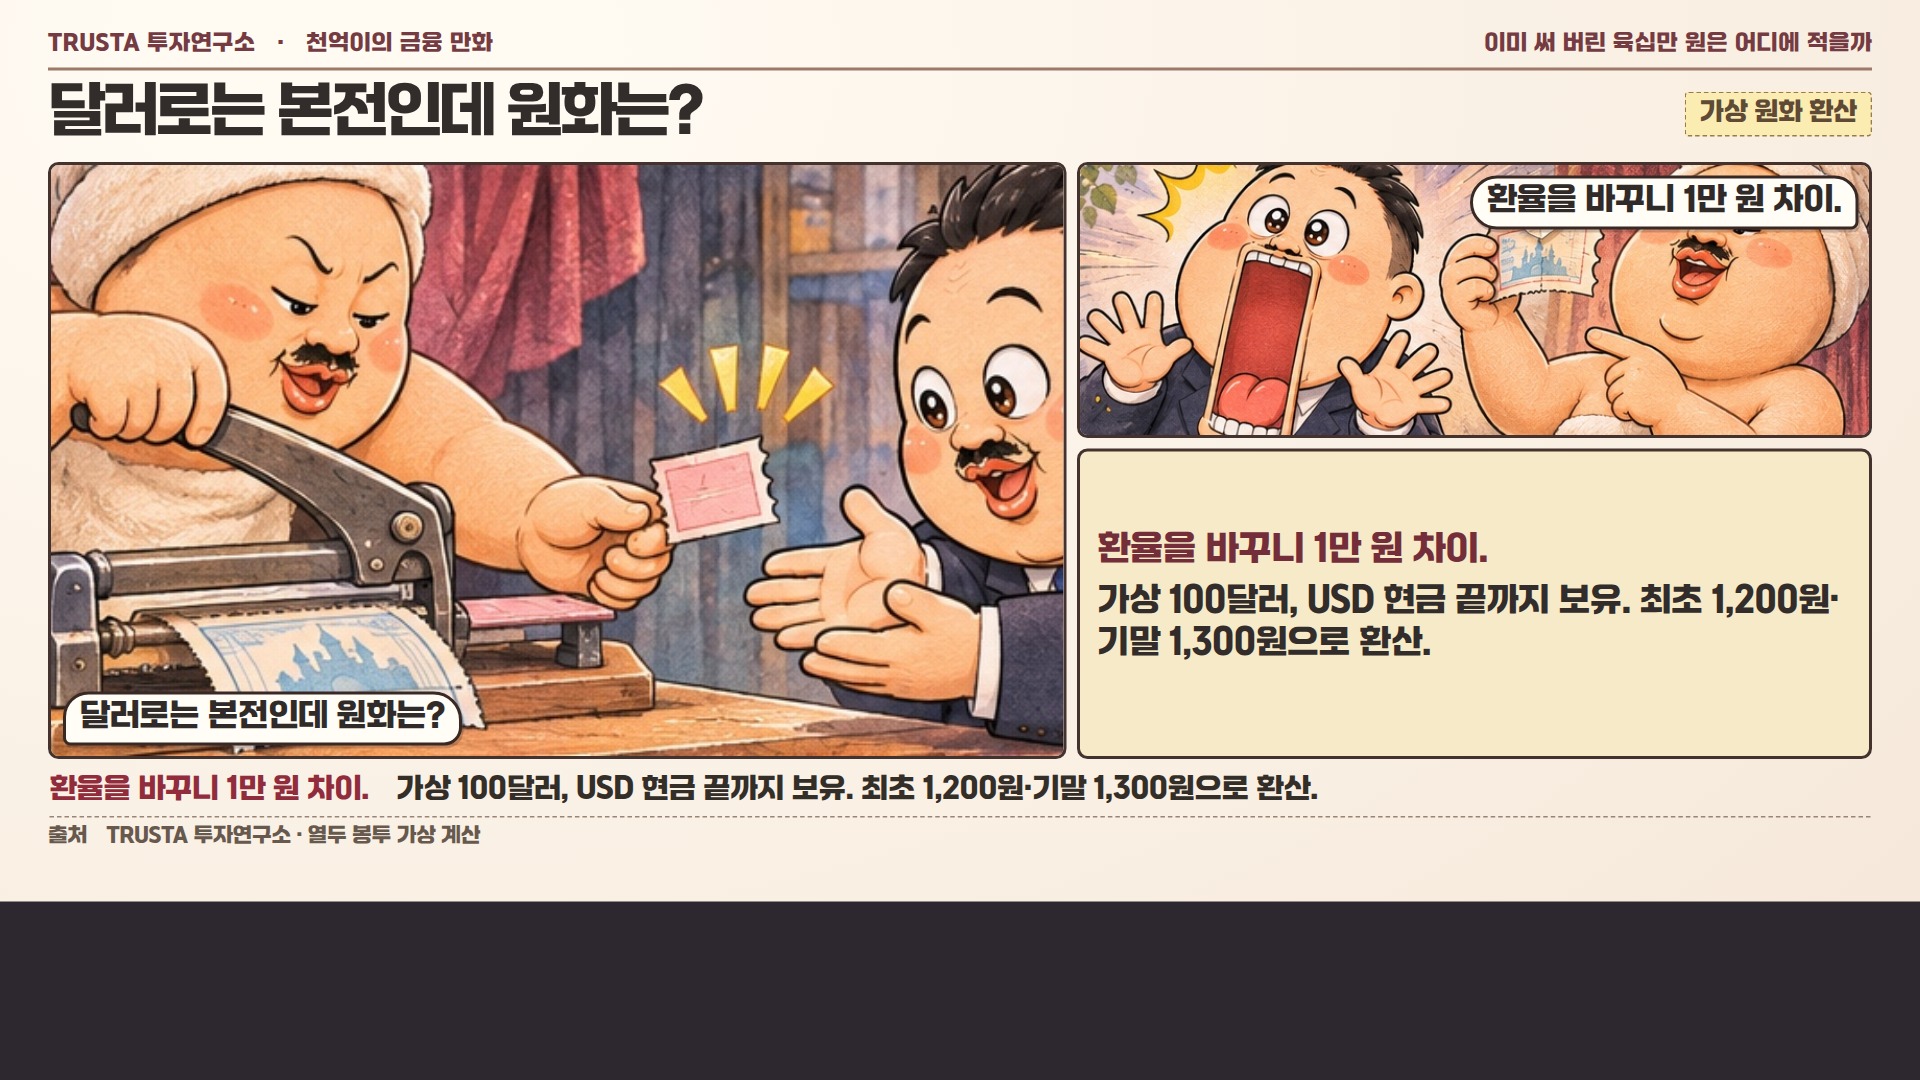 TRUSTA 투자연구소 · 천억이의 금융 만화
이미 써 버린 육십만 원은 어디에 적을까
달러로는 본전인데 원화는?
가상 원화 환산
환율을 바꾸니 1만 원 차이.
달러로는 본전인데 원화는?
환율을 바꾸니 1만 원 차이.
가상 100달러, USD 현금 끝까지 보유. 최초 1,200원·
기말 1,300원으로 환산.
환율을 바꾸니 1만 원 차이. 가상 100달러, USD 현금 끝까지 보유. 최초 1,200원·기말 1,300원으로 환산.
출처 TRUSTA 투자연구소 · 열두 봉투 가상 계산